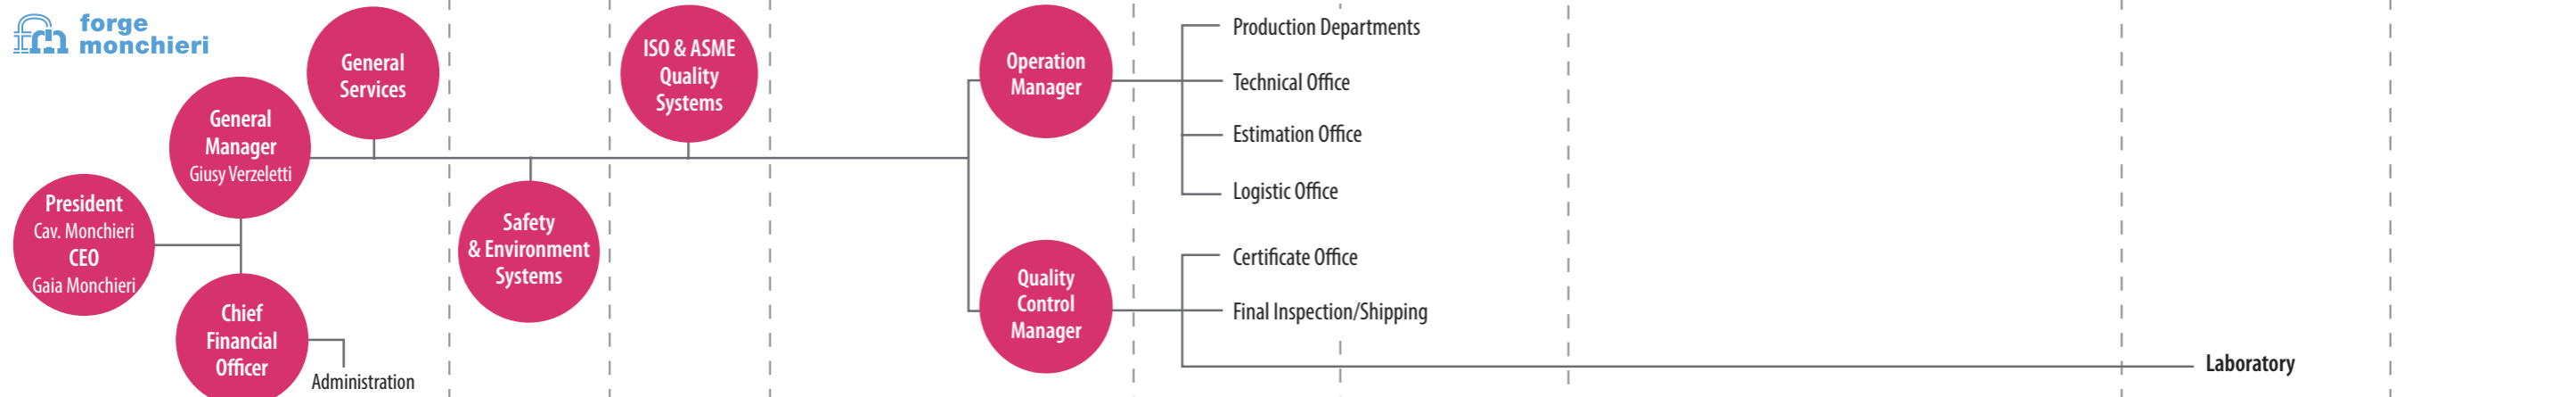 forge
monchieri
President
Cav. Monchieri
CEO
Gaia Monchieri
General
Manager
Giusy Verzeletti
Chief
Financial
Officer
Administration
General
Services
Safety
& Environment
Systems
ISO & ASME
Quality
Systems
Operation
Manager
Production Departments
Technical Office
Estimation Office
Logistic Office
Quality
Control
Manager
Certificate Office
Final Inspection/Shipping
Laboratory